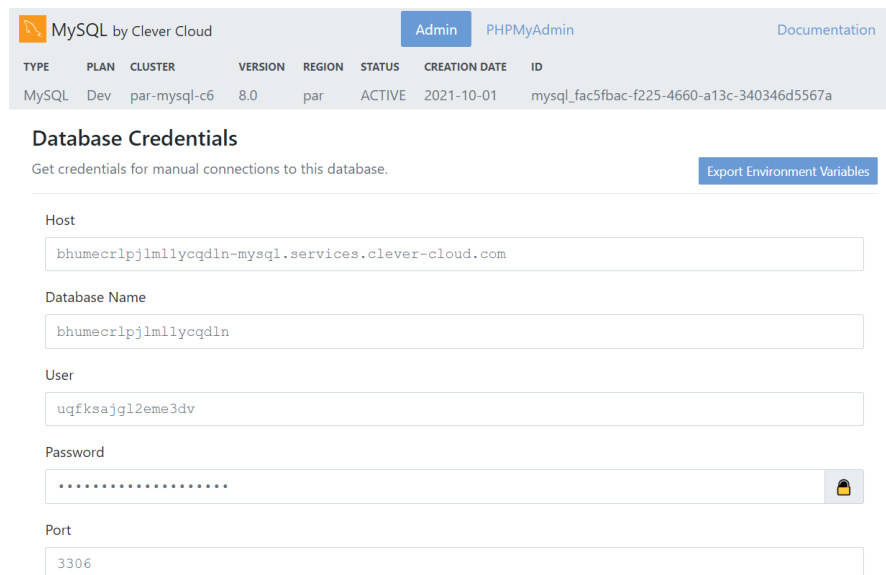 MySQL by Clever Cloud Admin PHPMyAdmin Documentation
TYPE PLAN CLUSTER VERSION REGION STATUS CREATION DATE ID
MySQL Dev par-mysql-c6 8.0 par ACTIVE 2021-10-01 mysql_fac5fbac-f225-4660-a13c-340346d5567a
Database Credentials
Get credentials for manual connections to this database.
Export Environment Variables
Host
bhumecrlpjlmllycqdln-mysql.services.clever-cloud.com
Database Name
bhumecrlpjlmllycqdln
User
uqfksajgl2eme3dv
Password
••••••••••••••••••••
Port
3306